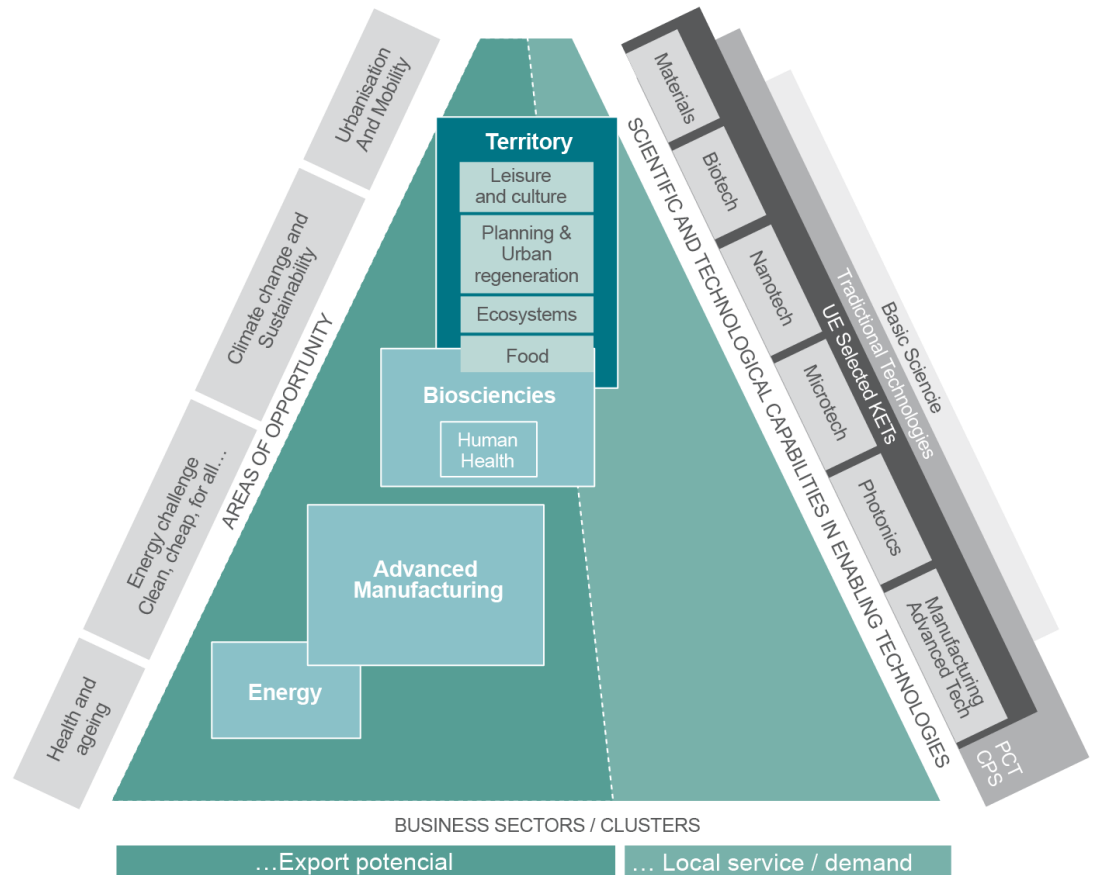 Urbanisation
And Mobility
Climate change and
Sustainability
Energy challenge
Clean, cheap, for all...
Health and
ageing
AREAS OF OPPORTUNITY
Territory
Leisure
and culture
Planning &
Urban
regeneration
Ecosystems
Food
Biosciencies
Human
Health
Advanced
Manufacturing
Energy
SCIENTIFIC AND TECHNOLOGICAL CAPABILITIES IN ENABLING TECHNOLOGIES
Materials
Biotech
Nanotech
Microtech
Photonics
Manufacturing
Advanced Tech
UE Selected KETs
Tradictional Technologies
Basic Sciencie
PCT
CPS
BUSINESS SECTORS / CLUSTERS
...Export potencial
... Local service / demand